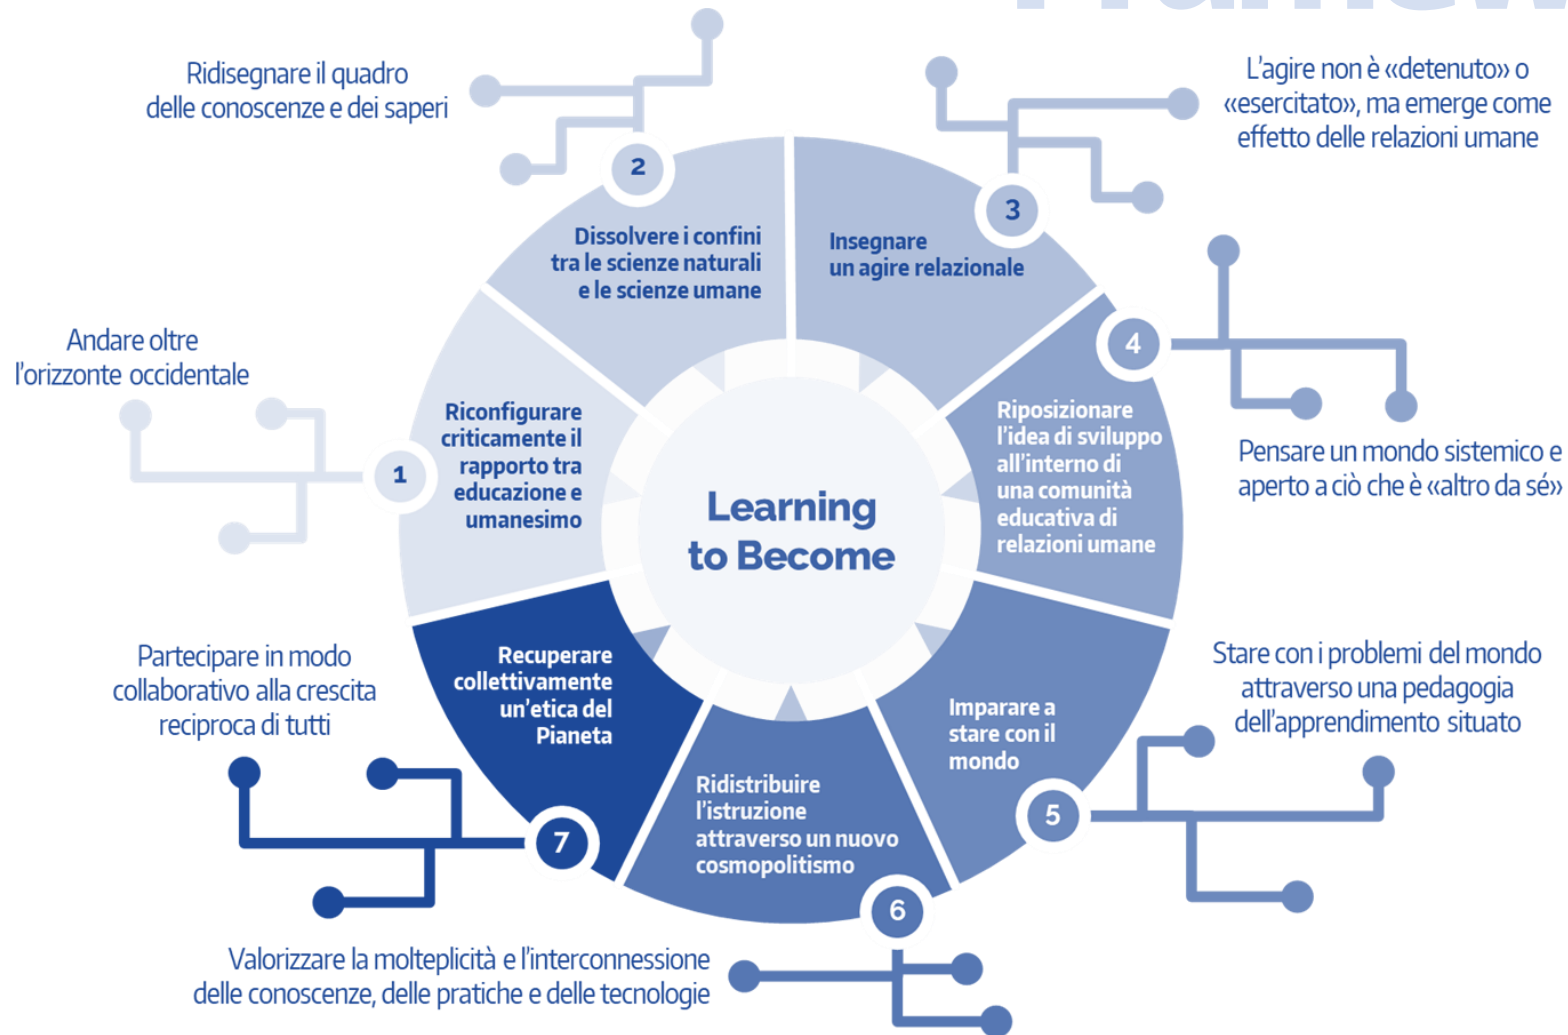 Ridisegnare il quadro
delle conoscenze e dei saperi
L'agire non è «detenuto» o
«esercitato», ma emerge come
effetto delle relazioni umane
2
Dissolvere i confini
tra le scienze naturali
e le scienze umane
3
Insegnare
un agire relazionale
Andare oltre
l'orizzonte occidentale
1
Riconfigurare
criticamente il
rapporto tra
educazione e
umanesimo
4
Riposizionare
l'idea di sviluppo
all'interno di
una comunità
educativa di
relazioni umane
Pensare un mondo sistemico e
aperto a ciò che è «altro da sé»
Learning
to Become
Partecipare in modo
collaborativo alla crescita
reciproca di tutti
7
Recuperare
collettivamente
un'etica del
Pianeta
Imparare a
stare con il
mondo
5
Stare con i problemi del mondo
attraverso una pedagogia
dell'apprendimento situato
Ridistribuire
l'istruzione
attraverso un nuovo
cosmopolitismo
6
Valorizzare la molteplicità e l'interconnessione
delle conoscenze, delle pratiche e delle tecnologie